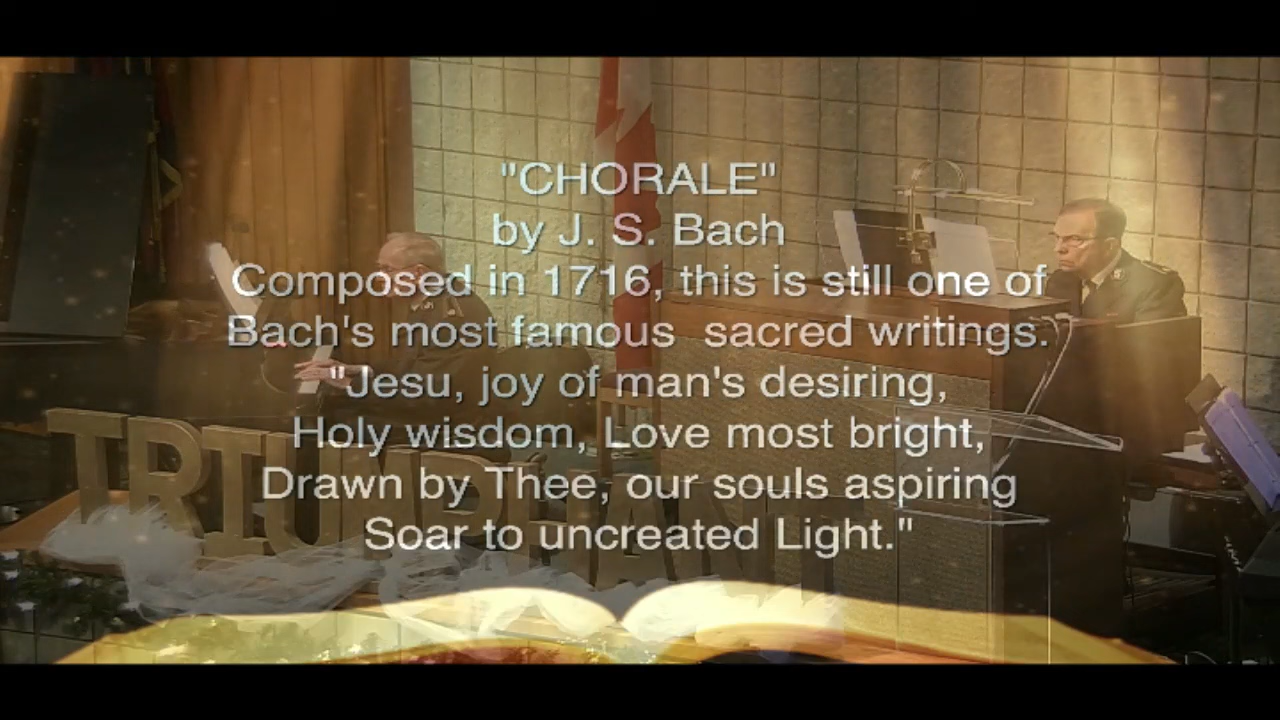 "CHORALE"
by J. S. Bach
Composed in 1716, this is still one of
Bach's most famous  sacred writings.
"Jesu, joy of man's desiring,
Holy wisdom, Love most bright,
Drawn by Thee, our souls aspiring
Soar to uncreated Light."
TRIUMPHANT